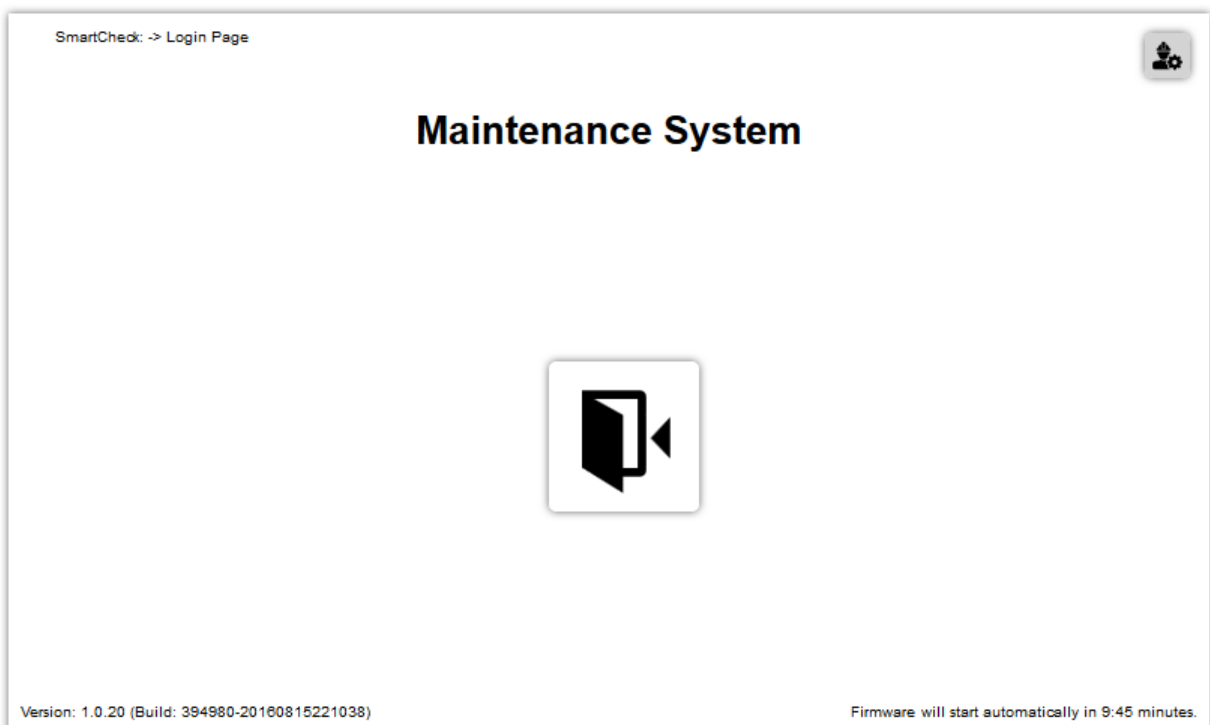 SmartCheck: -> Login Page
Maintenance System
Version: 1.0.20 (Build: 394980-20160815221038)
Firmware will start automatically in 9:45 minutes.